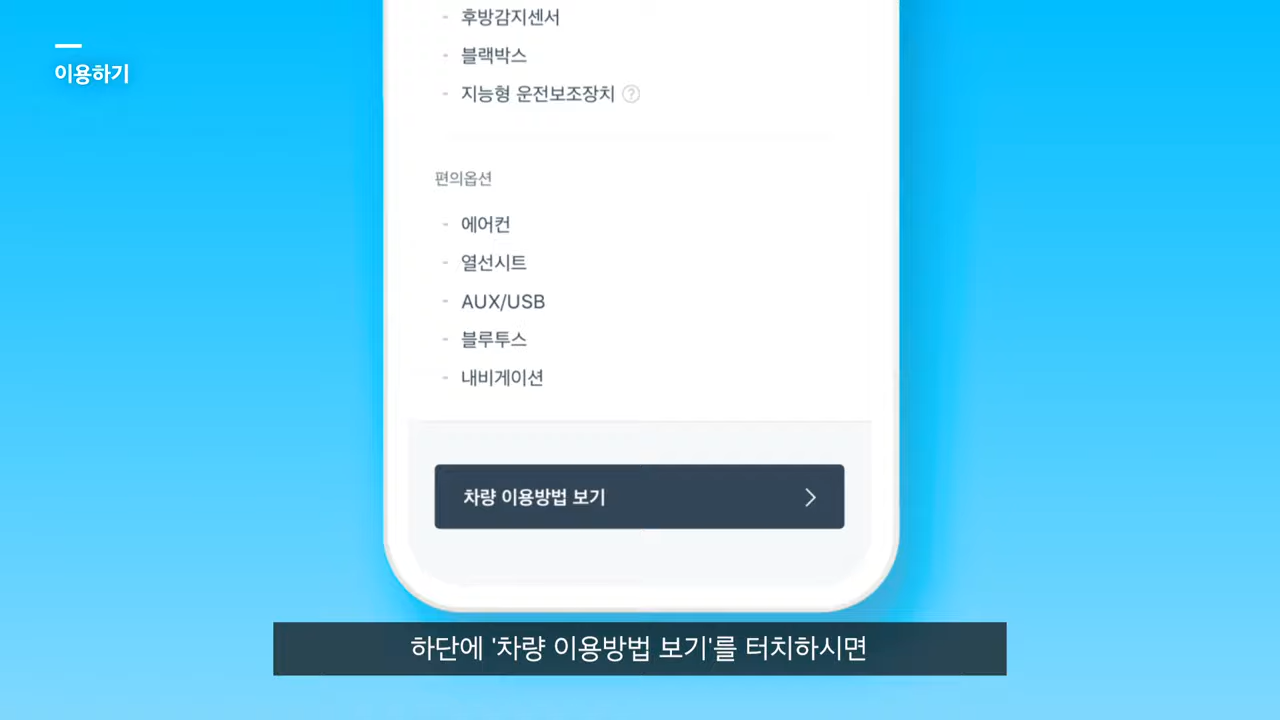 이용하기
- 후방감지센서
- 블랙박스
- 지능형 운전보조장치 ?
편의옵션
- 에어컨
- 열선시트
- AUX/USB
- 블루투스
- 내비게이션
차량 이용방법 보기 >
하단에 '차량 이용방법 보기'를 터치하시면